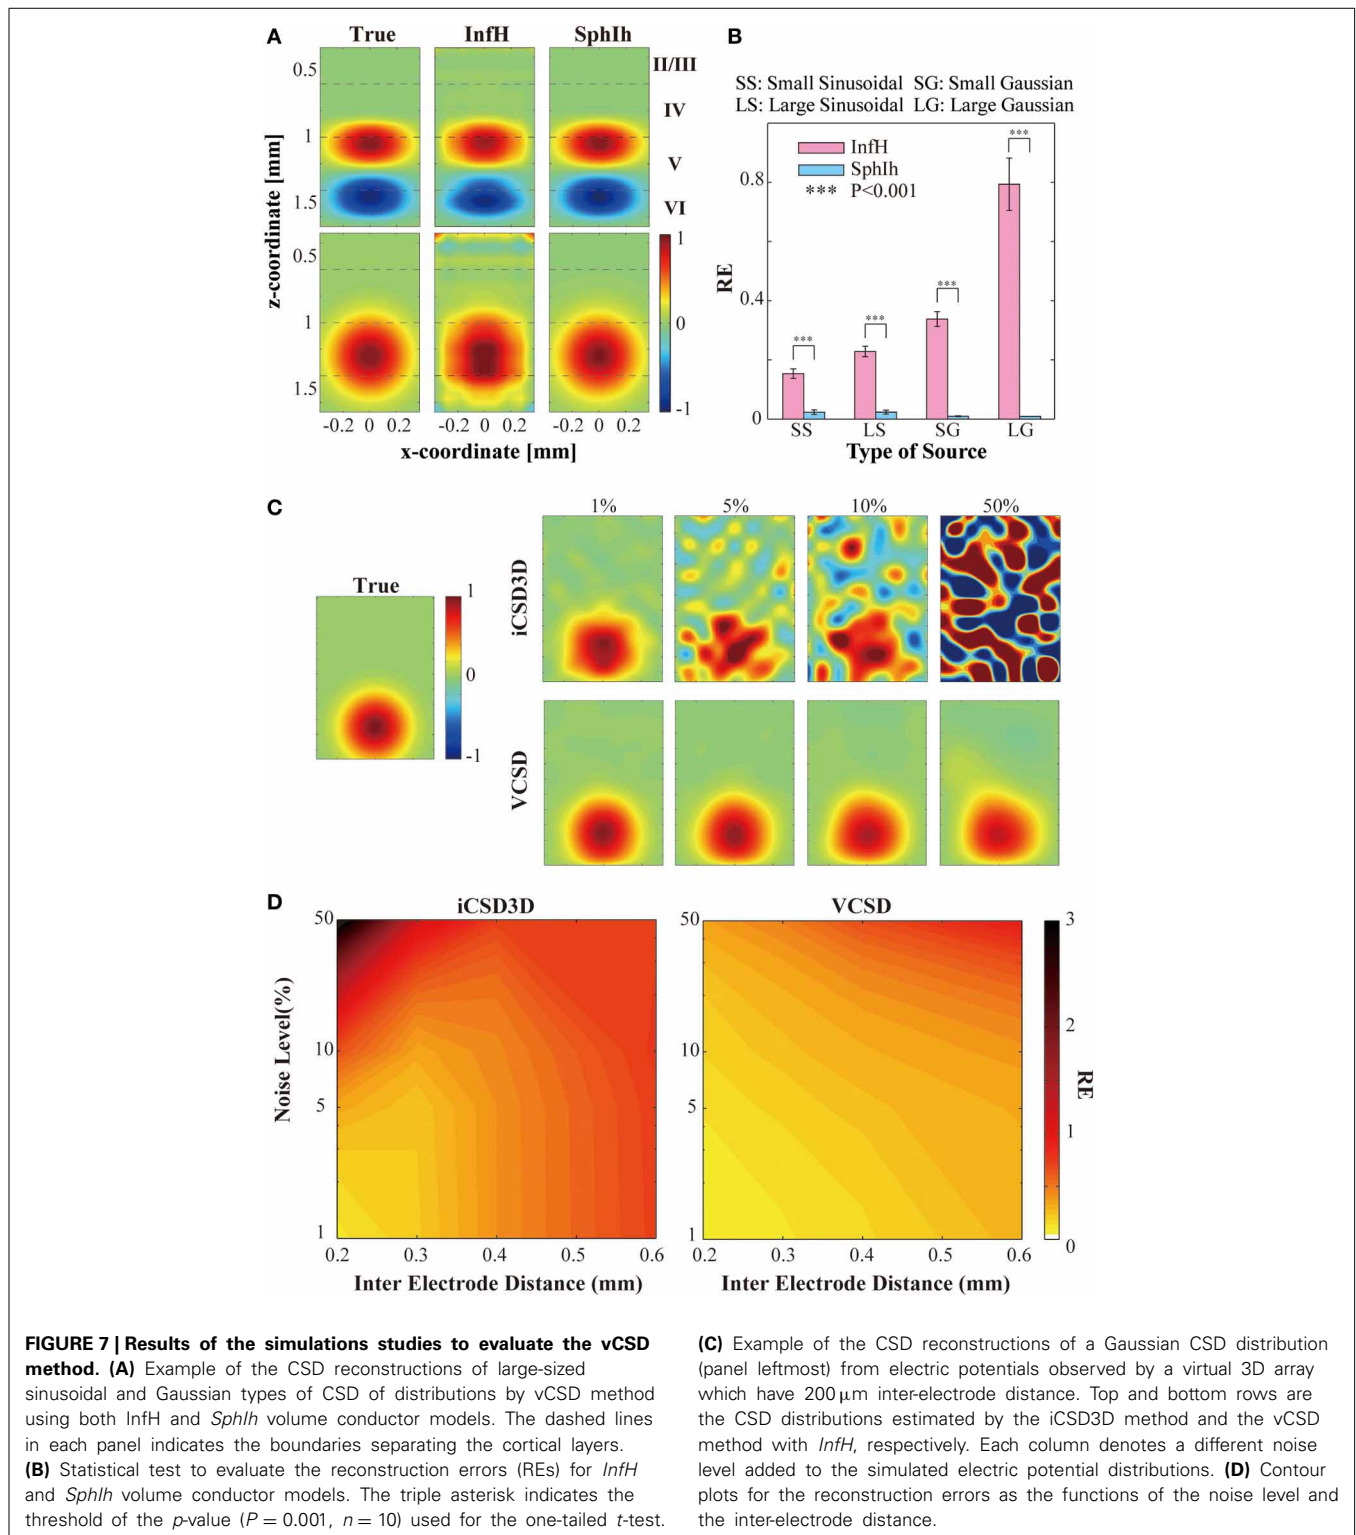 A
True
InfH
SphIh
II/III
IV
V
VI
0.5
1
1.5
0.5
1
1.5
z-coordinate [mm]
1
0
-1
-0.2 0 0.2
-0.2 0 0.2
-0.2 0 0.2
x-coordinate [mm]
B
SS: Small Sinusoidal SG: Small Gaussian
LS: Large Sinusoidal LG: Large Gaussian
InfH
SphIh
*** P<0.001
***
***
***
***
0.8
0.4
0
RE
SS
LS
SG
LG
Type of Source
C
1%
5%
10%
50%
True
1
0
-1
iCSD3D
VCSD
D
iCSD3D
VCSD
50
10
5
1
Noise Level(%)
0.2 0.3 0.4 0.5 0.6
Inter Electrode Distance (mm)
50
10
5
1
0.2 0.3 0.4 0.5 0.6
Inter Electrode Distance (mm)
3
2
1
0
RE
FIGURE 7 | Results of the simulations studies to evaluate the vCSD
method. (A) Example of the CSD reconstructions of large-sized
sinusoidal and Gaussian types of CSD of distributions by vCSD method
using both InfH and SphIh volume conductor models. The dashed lines
in each panel indicates the boundaries separating the cortical layers.
(B) Statistical test to evaluate the reconstruction errors (REs) for InfH
and SphIh volume conductor models. The triple asterisk indicates the
threshold of the p-value (P = 0.001, n = 10) used for the one-tailed t-test.
(C) Example of the CSD reconstructions of a Gaussian CSD distribution
(panel leftmost) from electric potentials observed by a virtual 3D array
which have 200 μm inter-electrode distance. Top and bottom rows are
the CSD distributions estimated by the iCSD3D method and the vCSD
method with InfH, respectively. Each column denotes a different noise
level added to the simulated electric potential distributions. (D) Contour
plots for the reconstruction errors as the functions of the noise level and
the inter-electrode distance.